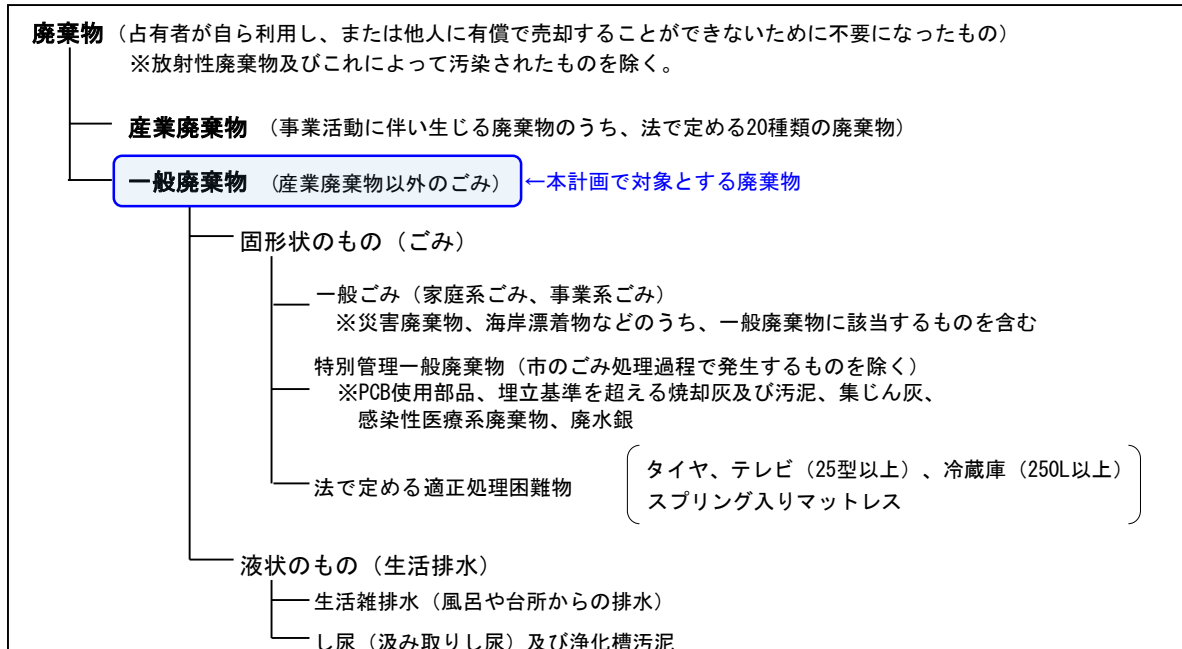 廃棄物（占有者が自ら利用し、または他人に有償で売却することができないために不要になったもの）
※放射性廃棄物及びこれによって汚染されたものを除く。
産業廃棄物（事業活動に伴い生じる廃棄物のうち、法で定める20種類の廃棄物）
一般廃棄物（産業廃棄物以外のごみ）←本計画で対象とする廃棄物
固形状のもの（ごみ）
一般ごみ（家庭系ごみ、事業系ごみ）
※災害廃棄物、海岸漂着物などのうち、一般廃棄物に該当するものを含む
特別管理一般廃棄物（市のごみ処理過程で発生するものを除く）
※PCB使用部品、埋立基準を超える焼却灰及び汚泥、集じん灰、
感染性医療系廃棄物、廃水銀
法で定める適正処理困難物
タイヤ、テレビ（25型以上）、冷蔵庫（250L以上）
スプリング入りマットレス
液状のもの（生活排水）
生活雑排水（風呂や台所からの排水）
し尿（汲み取りし尿）及び浄化槽汚泥